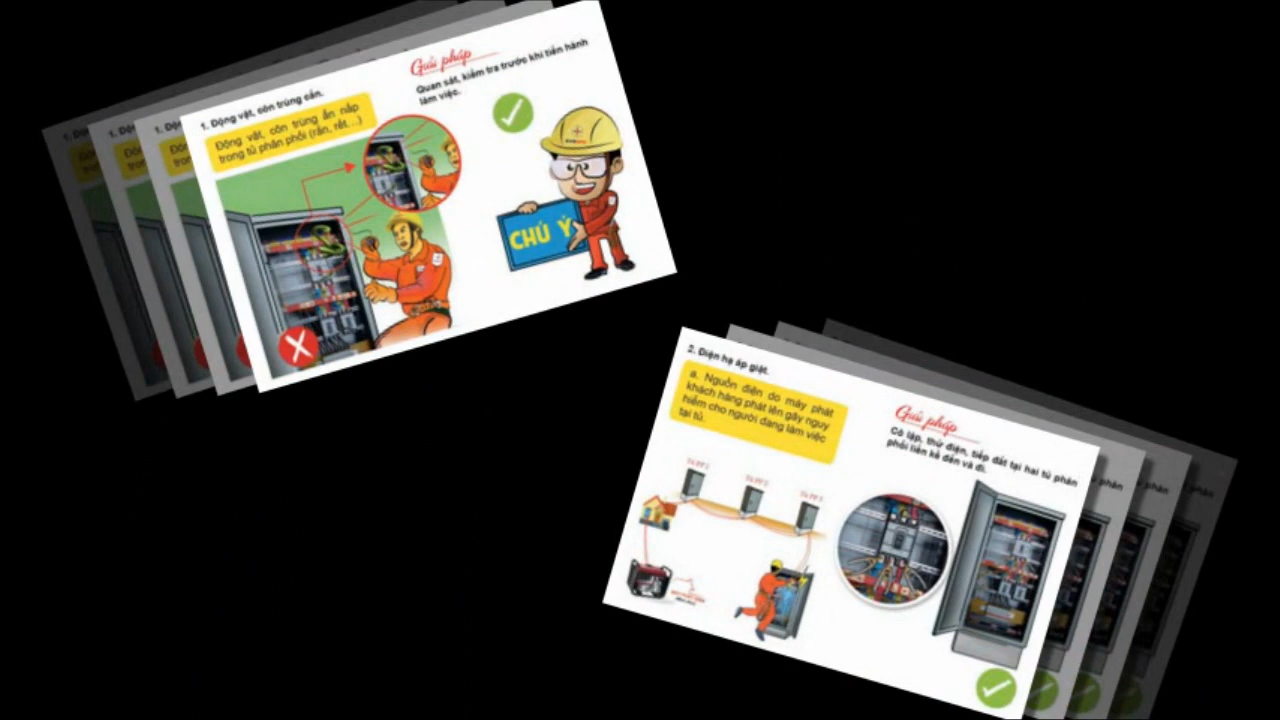 1. Động vật, côn trùng cắn.
Động vật, côn trùng ẩn nấp
trong tủ phân phối (rắn, rết...)
Giải pháp
Quan sát, kiểm tra trước khi tiến hành
làm việc.
CHÚ Ý
2. Điện hạ áp giật.
a. Nguồn điện do máy phát
khách hàng phát lên gây nguy
hiểm cho người đang làm việc
tại tủ.
Giải pháp
Cô lập, thử điện, tiếp đất tại hai tủ phân
phối liền kề đến và đi.